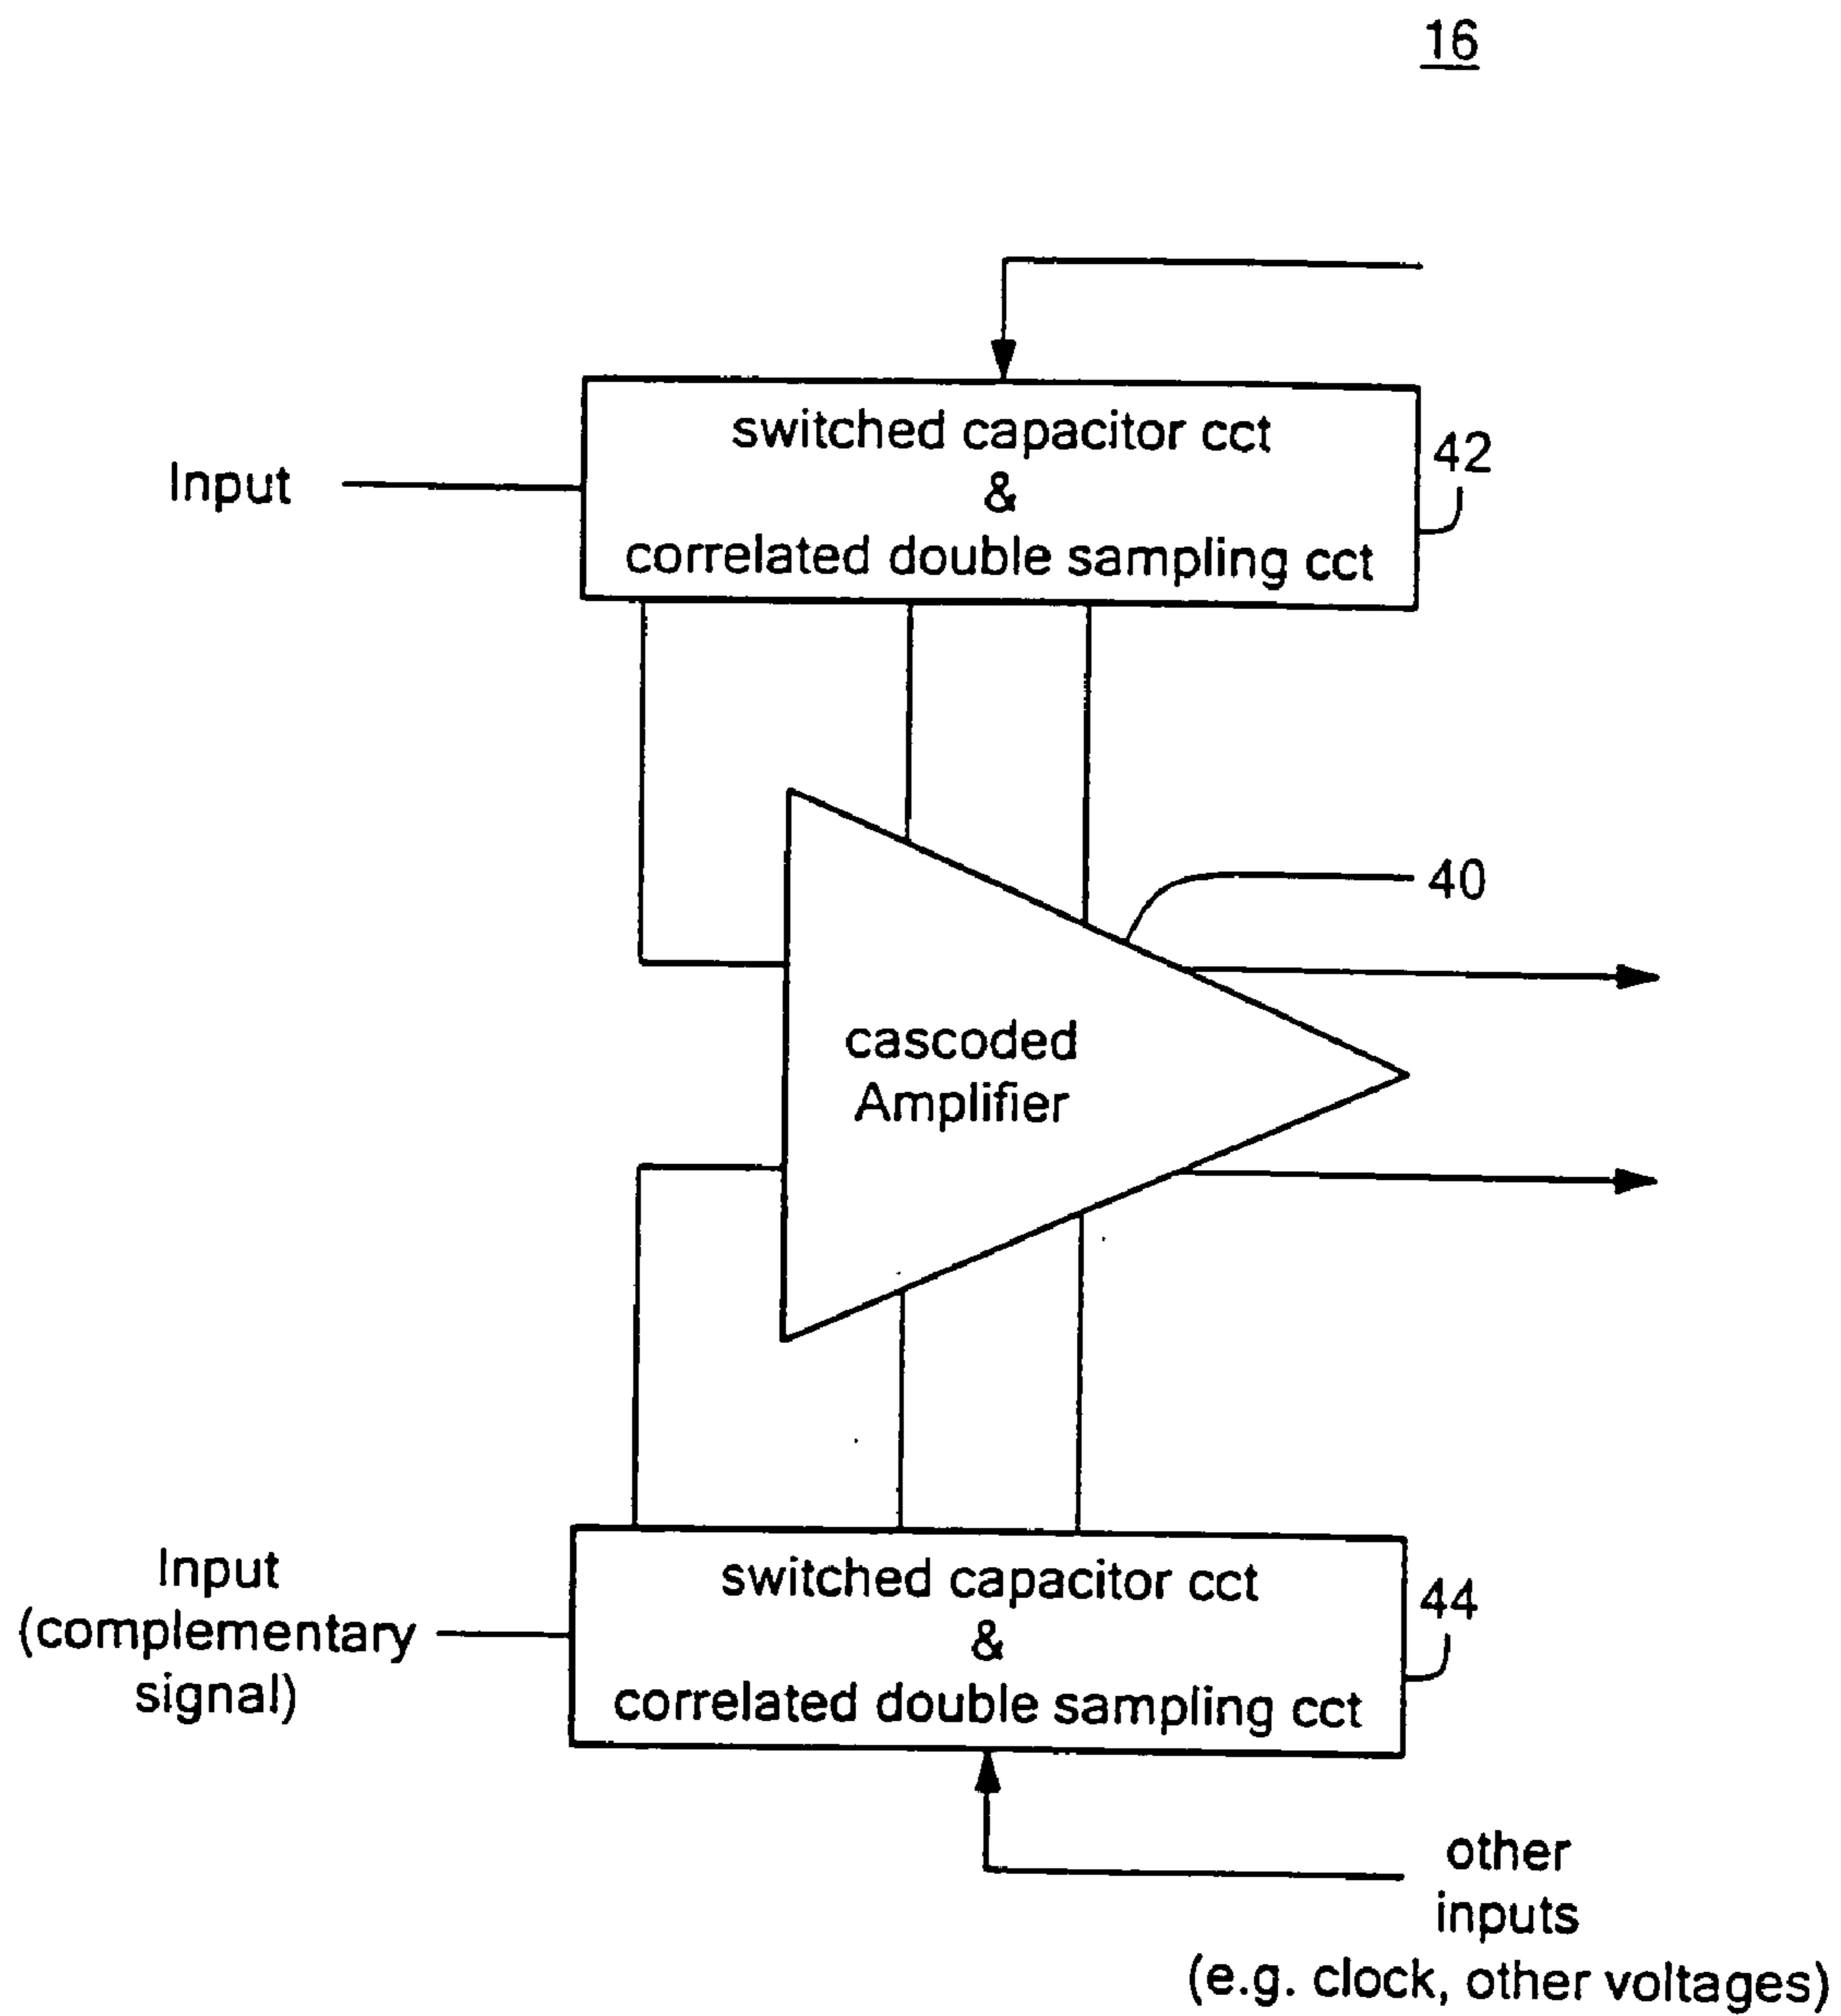 16
switched capacitor cct
&
correlated double sampling cct
42
Input
40
cascoded
Amplifier
Input
(complementary
signal)
switched capacitor cct
&
correlated double sampling cct
44
other
inputs
(e.g. clock, other voltages)